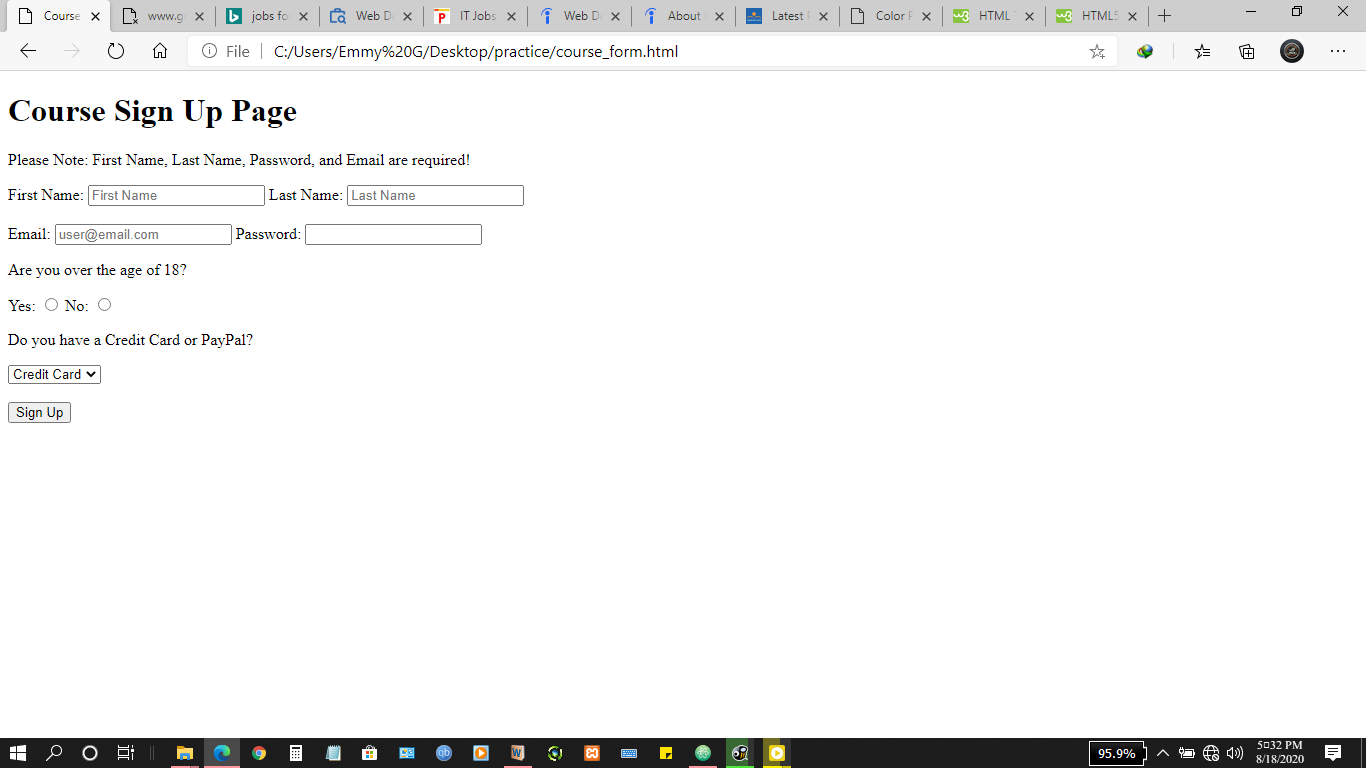 Course www.g jobs fo Web D IT Jobs Web D About Latest Color HTML HTML5
File C:/Users/Emmy%20G/Desktop/practice/course_form.html
Course Sign Up Page
Please Note: First Name, Last Name, Password, and Email are required!
First Name: First Name Last Name: Last Name
Email: user@email.com Password:
Are you over the age of 18?
Yes: No:
Do you have a Credit Card or PayPal?
Credit Card
Sign Up
95.9% 5:32 PM
8/18/2020